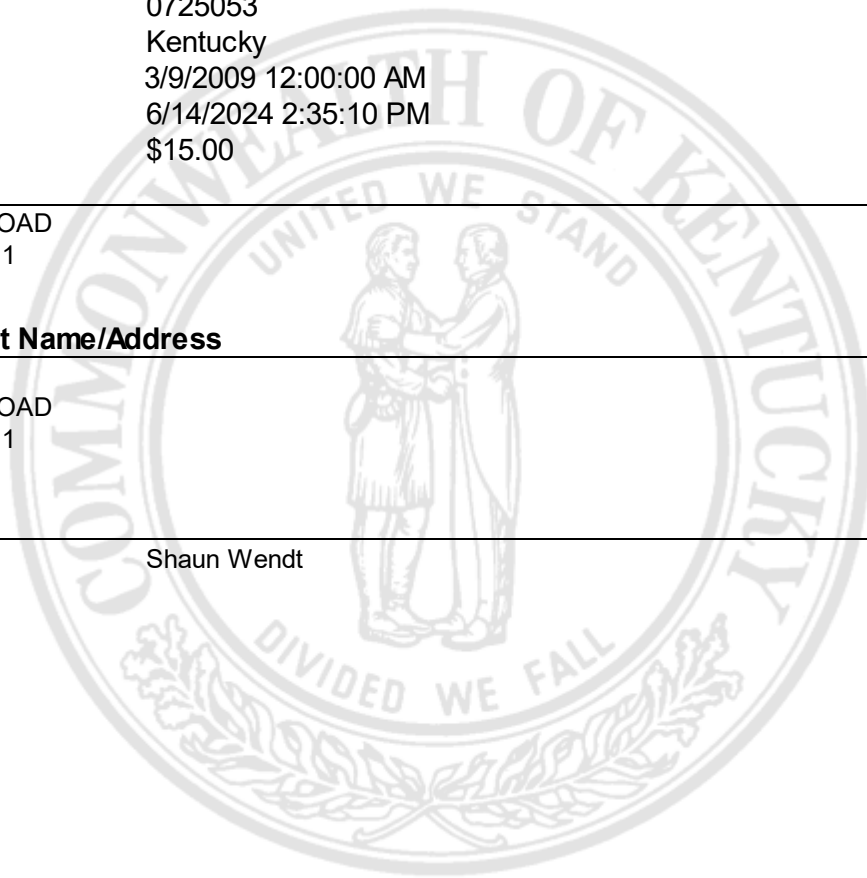 0725053
Kentucky
3/9/2009 12:00:00 AM
6/14/2024 2:35:10 PM
$15.00
OAD
1
t Name/Address
OAD
1
Shaun Wendt
COMMONWEALTH OF KENTUCKY
UNITED WE STAND
DIVIDED WE FALL